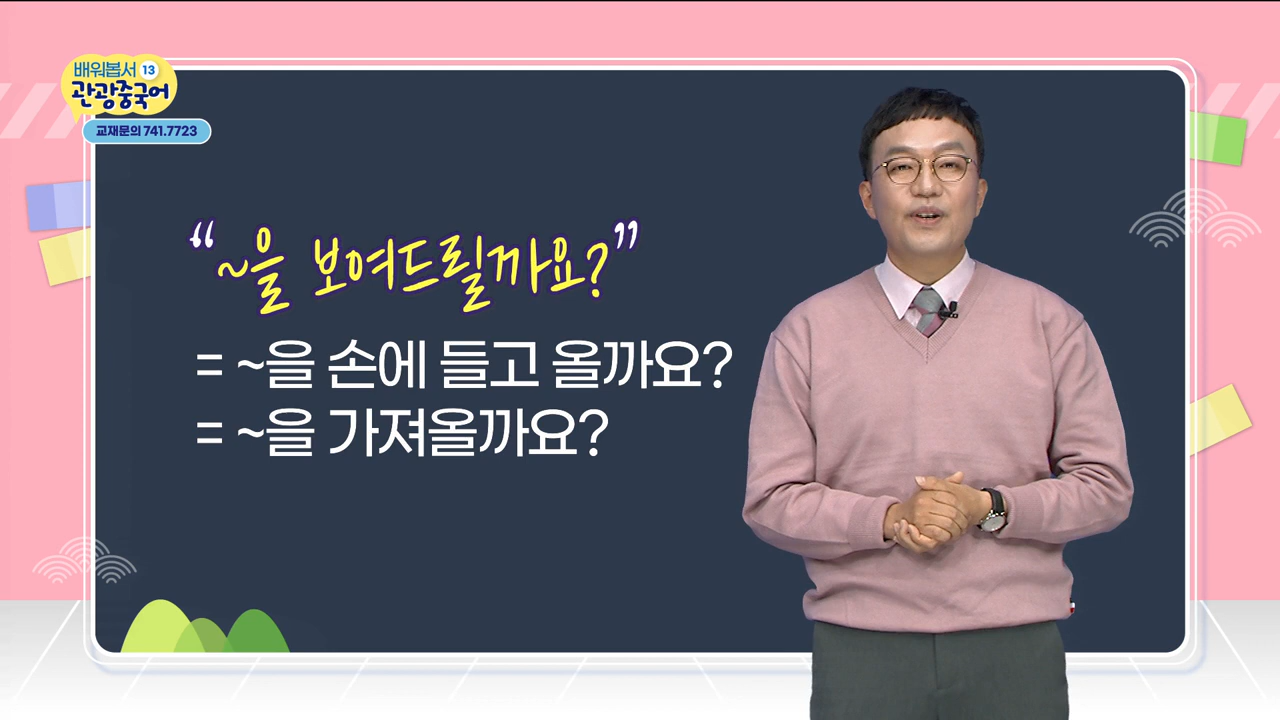 배워봅서 13
관광중국어
교재문의 741.7723
“~을 보여드릴까요?”
= ~을 손에 들고 올까요?
= ~을 가져올까요?